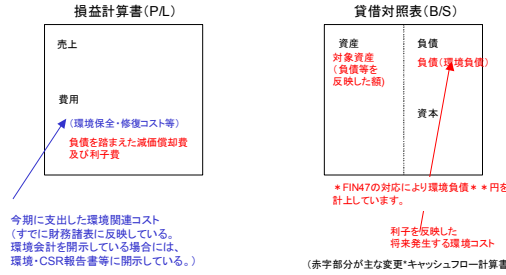 損益計算書(P/L)
売上
費用
(環境保全・修復コスト等)
負債を踏まえた減価償却費
及び利子費
今期に支出した環境関連コスト
(すでに財務諸表に反映している。
環境会計を開示している場合には、
環境・CSR報告書等に開示している。)
貸借対照表(B/S)
資産
対象資産
(負債等を
反映した額)
負債
負債(環境負債)
資本
*FIN47の対応により環境負債**円を
計上しています。
利子を反映した
将来発生する環境コスト
(赤字部分が主な変更*キャッシュフロー計算書